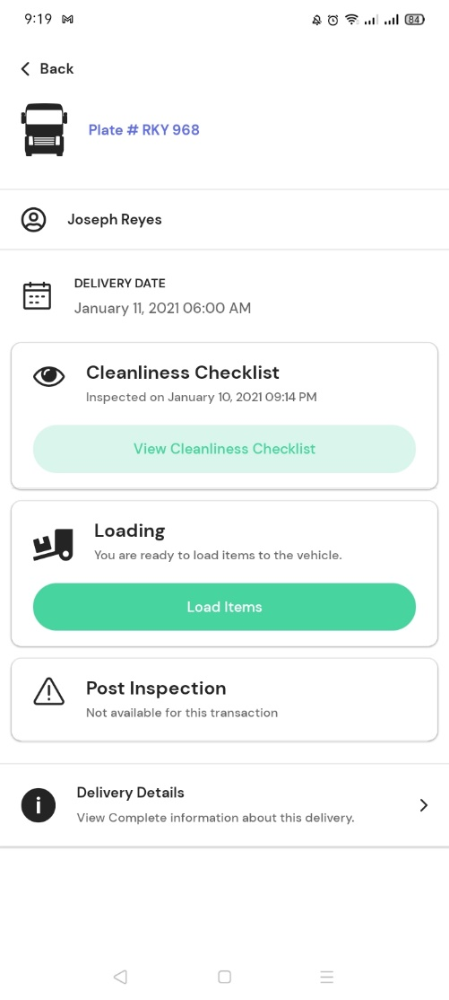 9:19
84
Back
Plate # RKY 968
Joseph Reyes
DELIVERY DATE
January 11, 2021 06:00 AM
Cleanliness Checklist
Inspected on January 10, 2021 09:14 PM
View Cleanliness Checklist
Loading
You are ready to load items to the vehicle.
Load Items
Post Inspection
Not available for this transaction
Delivery Details
View Complete information about this delivery.